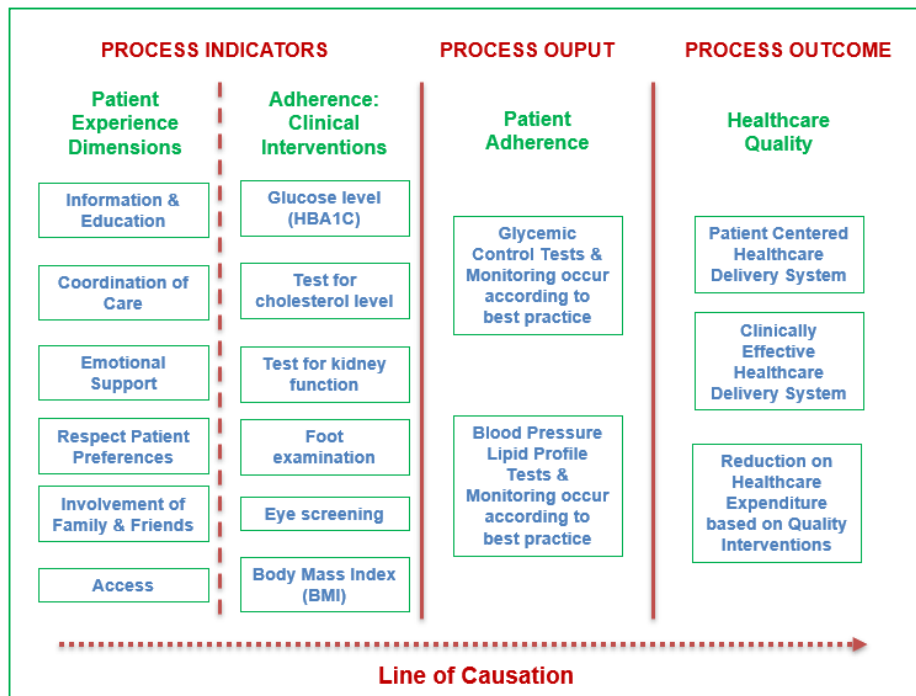 PROCESS INDICATORS
Patient
Experience
Dimensions
Information &
Education
Coordination of
Care
Emotional
Support
Respect Patient
Preferences
Involvement of
Family & Friends
Access
Adherence:
Clinical
Interventions
Glucose level
(HBA1C)
Test for
cholesterol level
Test for kidney
function
Foot
examination
Eye screening
Body Mass Index
(BMI)
PROCESS OUPUT
Patient
Adherence
Glycemic
Control Tests &
Monitoring occur
according to
best practice
Blood Pressure
Lipid Profile
Tests &
Monitoring occur
according to
best practice
PROCESS OUTCOME
Healthcare
Quality
Patient Centered
Healthcare
Delivery System
Clinically
Effective
Healthcare
Delivery System
Reduction on
Healthcare
Expenditure
based on Quality
Interventions
Line of Causation